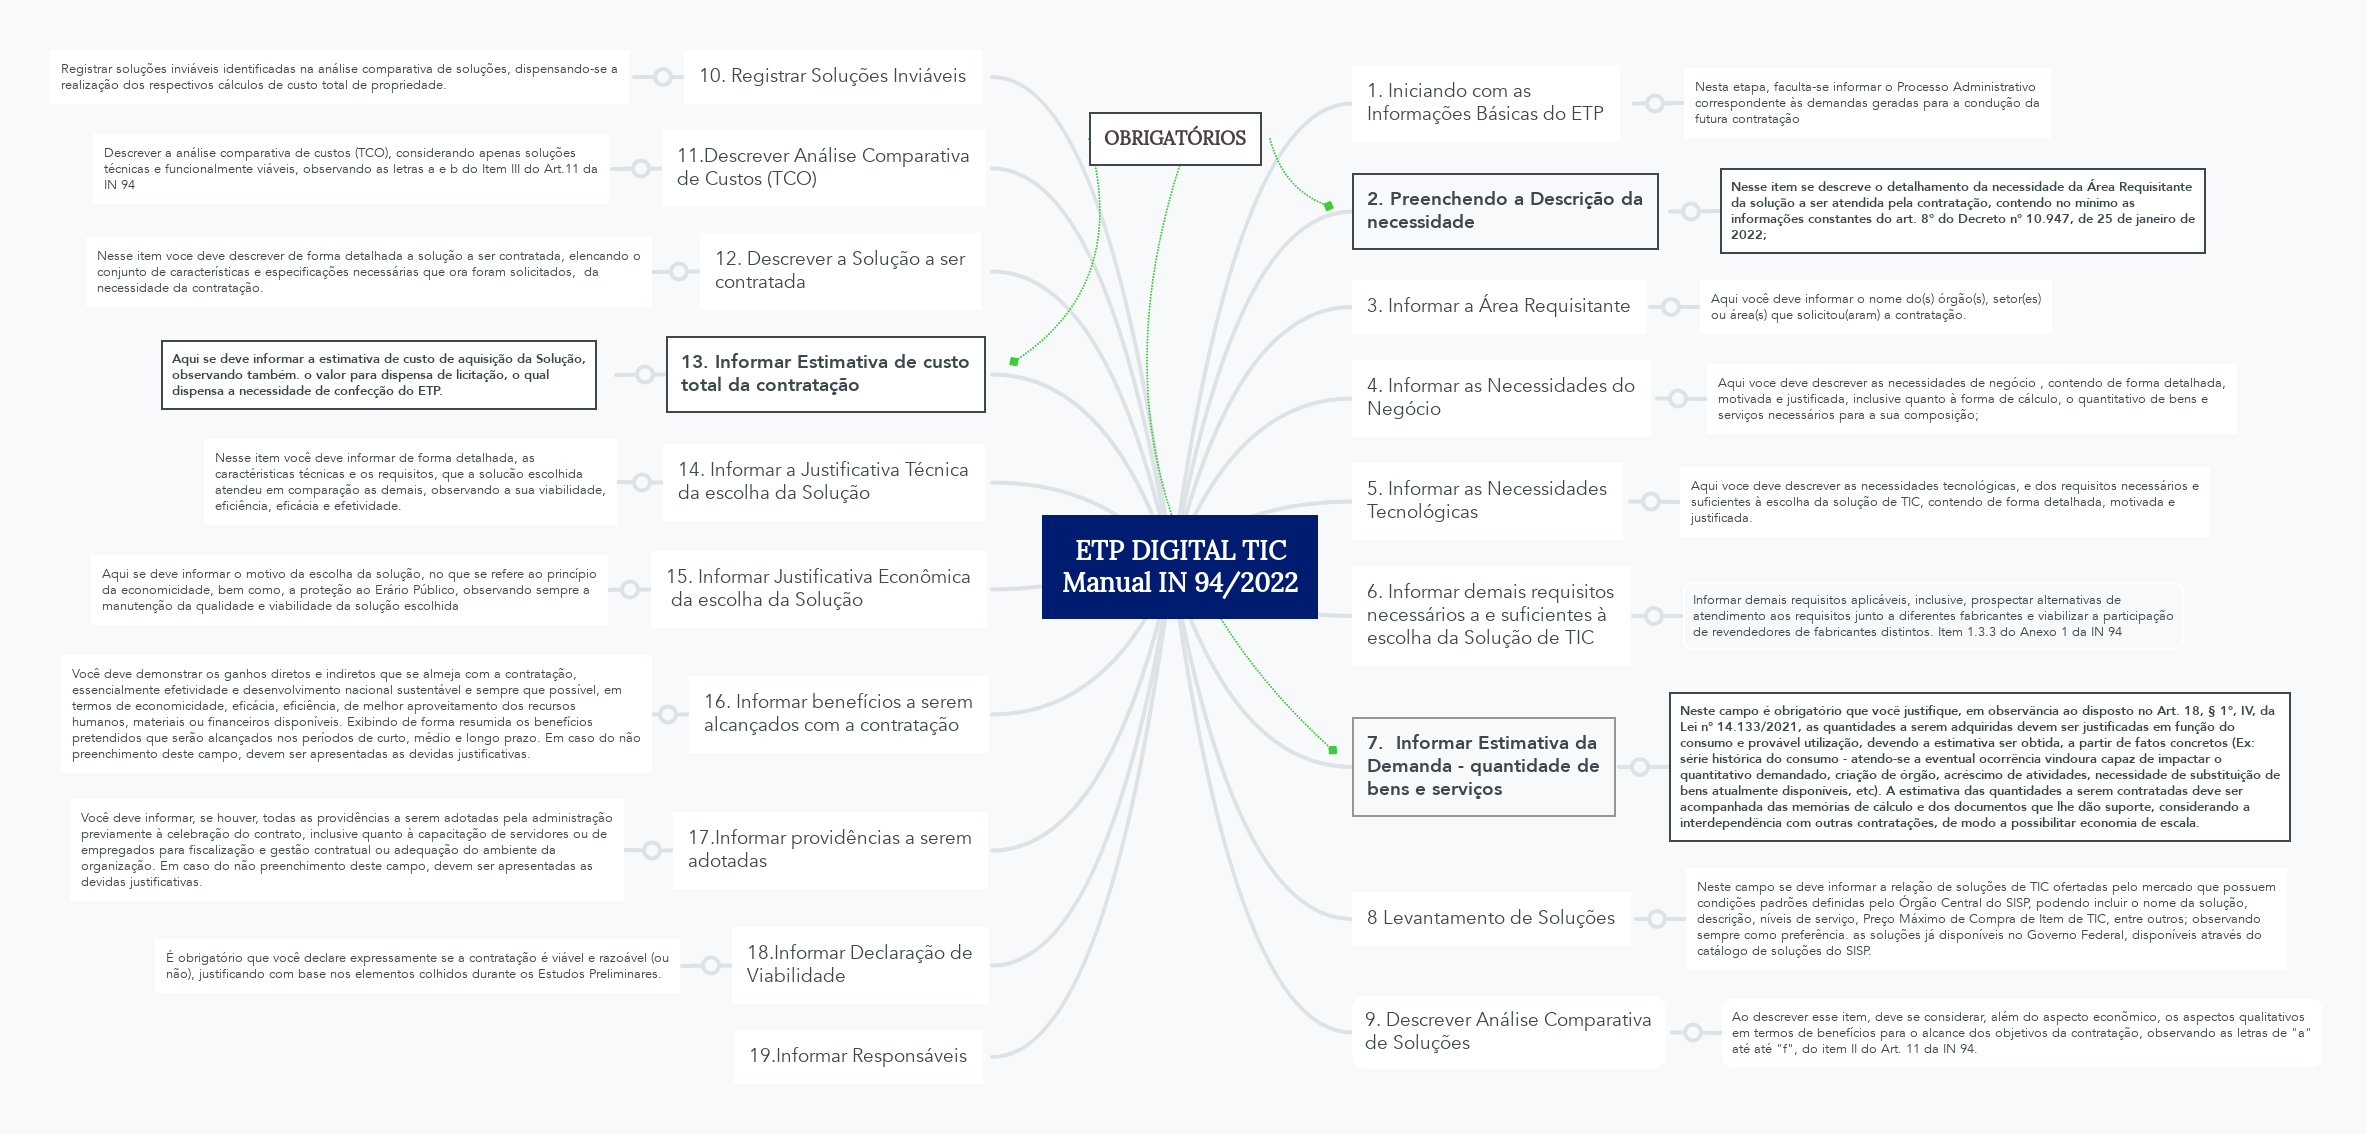 ETP DIGITAL TIC
Manual IN 94/2022
OBRIGATÓRIOS
1. Iniciando com as
Informações Básicas do ETP
Nesta etapa, faculta-se informar o Processo Administrativo
correspondente às demandas geradas para a condução da
futura contratação
2. Preenchendo a Descrição da
necessidade
Nesse item se descreve o detalhamento da necessidade da Área Requisitante
da solução a ser atendida pela contratação, contendo no mínimo as
informações constantes do art. 8° do Decreto nº 10.947, de 25 de janeiro de
2022;
3. Informar a Área Requisitante
Aqui você deve informar o nome do(s) órgão(s), setor(es)
ou área(s) que solicitou(aram) a contratação.
4. Informar as Necessidades do
Negócio
Aqui voce deve descrever as necessidades de negócio , contendo de forma detalhada,
motivada e justificada, inclusive quanto à forma de cálculo, o quantitativo de bens e
serviços necessários para a sua composição;
5. Informar as Necessidades
Tecnológicas
Aqui voce deve descrever as necessidades tecnológicas, e dos requisitos necessários e
suficientes à escolha da solução de TIC, contendo de forma detalhada, motivada e
justificada.
6. Informar demais requisitos
necessários a e suficientes à
escolha da Solução de TIC
Informar demais requisitos aplicáveis, inclusive, prospectar alternativas de
atendimento aos requisitos junto a diferentes fabricantes e viabilizar a participação
de revendedores de fabricantes distintos. Item 1.3.3 do Anexo 1 da IN 94
7.  Informar Estimativa da
Demanda - quantidade de
bens e serviços
Neste campo é obrigatório que você justifique, em observância ao disposto no Art. 18, § 1°, IV, da
Lei nº 14.133/2021, as quantidades a serem adquiridas devem ser justificadas em função do
consumo e provável utilização, devendo a estimativa ser obtida, a partir de fatos concretos (Ex:
série histórica do consumo - atendo-se a eventual ocorrência vindoura capaz de impactar o
quantitativo demandado, criação de órgão, acréscimo de atividades, necessidade de substituição de
bens atualmente disponíveis, etc). A estimativa das quantidades a serem contratadas deve ser
acompanhada das memórias de cálculo e dos documentos que lhe dão suporte, considerando a
interdependência com outras contratações, de modo a possibilitar economia de escala.
8 Levantamento de Soluções
Neste campo se deve informar a relação de soluções de TIC ofertadas pelo mercado que possuem
condições padrões definidas pelo Órgão Central do SISP, podendo incluir o nome da solução,
descrição, níveis de serviço, Preço Máximo de Compra de Item de TIC, entre outros; observando
sempre como preferência. as soluções já disponíveis no Governo Federal, disponíveis através do
catálogo de soluções do SISP.
9. Descrever Análise Comparativa
de Soluções
Ao descrever esse item, deve se considerar, além do aspecto econômico, os aspectos qualitativos
em termos de benefícios para o alcance dos objetivos da contratação, observando as letras de "a"
até até "f", do item II do Art. 11 da IN 94.
10. Registrar Soluções Inviáveis
Registrar soluções inviáveis identificadas na análise comparativa de soluções, dispensando-se a
realização dos respectivos cálculos de custo total de propriedade.
11.Descrever Análise Comparativa
de Custos (TCO)
Descrever a análise comparativa de custos (TCO), considerando apenas soluções
técnicas e funcionalmente viáveis, observando as letras a e b do Item III do Art.11 da
IN 94
12. Descrever a Solução a ser
contratada
Nesse item voce deve descrever de forma detalhada a solução a ser contratada, elencando o
conjunto de características e especificações necessárias que ora foram solicitados,  da
necessidade da contratação.
13. Informar Estimativa de custo
total da contratação
Aqui se deve informar a estimativa de custo de aquisição da Solução,
observando também. o valor para dispensa de licitação, o qual
dispensa a necessidade de confecção do ETP.
14. Informar a Justificativa Técnica
da escolha da Solução
Nesse item você deve informar de forma detalhada, as
caractéristicas técnicas e os requisitos, que a solucão escolhida
atendeu em comparação as demais, observando a sua viabilidade,
eficiência, eficácia e efetividade.
15. Informar Justificativa Econômica
da escolha da Solução
Aqui se deve informar o motivo da escolha da solução, no que se refere ao princípio
da economicidade, bem como, a proteção ao Erário Público, observando sempre a
manutenção da qualidade e viabilidade da solução escolhida
16. Informar benefícios a serem
alcançados com a contratação
Você deve demonstrar os ganhos diretos e indiretos que se almeja com a contratação,
essencialmente efetividade e desenvolvimento nacional sustentável e sempre que possível, em
termos de economicidade, eficácia, eficiência, de melhor aproveitamento dos recursos
humanos, materiais ou financeiros disponíveis. Exibindo de forma resumida os benefícios
pretendidos que serão alcançados nos períodos de curto, médio e longo prazo. Em caso do não
preenchimento deste campo, devem ser apresentadas as devidas justificativas.
17.Informar providências a serem
adotadas
Você deve informar, se houver, todas as providências a serem adotadas pela administração
previamente à celebração do contrato, inclusive quanto à capacitação de servidores ou de
empregados para fiscalização e gestão contratual ou adequação do ambiente da
organização. Em caso do não preenchimento deste campo, devem ser apresentadas as
devidas justificativas.
18.Informar Declaração de
Viabilidade
É obrigatório que você declare expressamente se a contratação é viável e razoável (ou
não), justificando com base nos elementos colhidos durante os Estudos Preliminares.
19.Informar Responsáveis